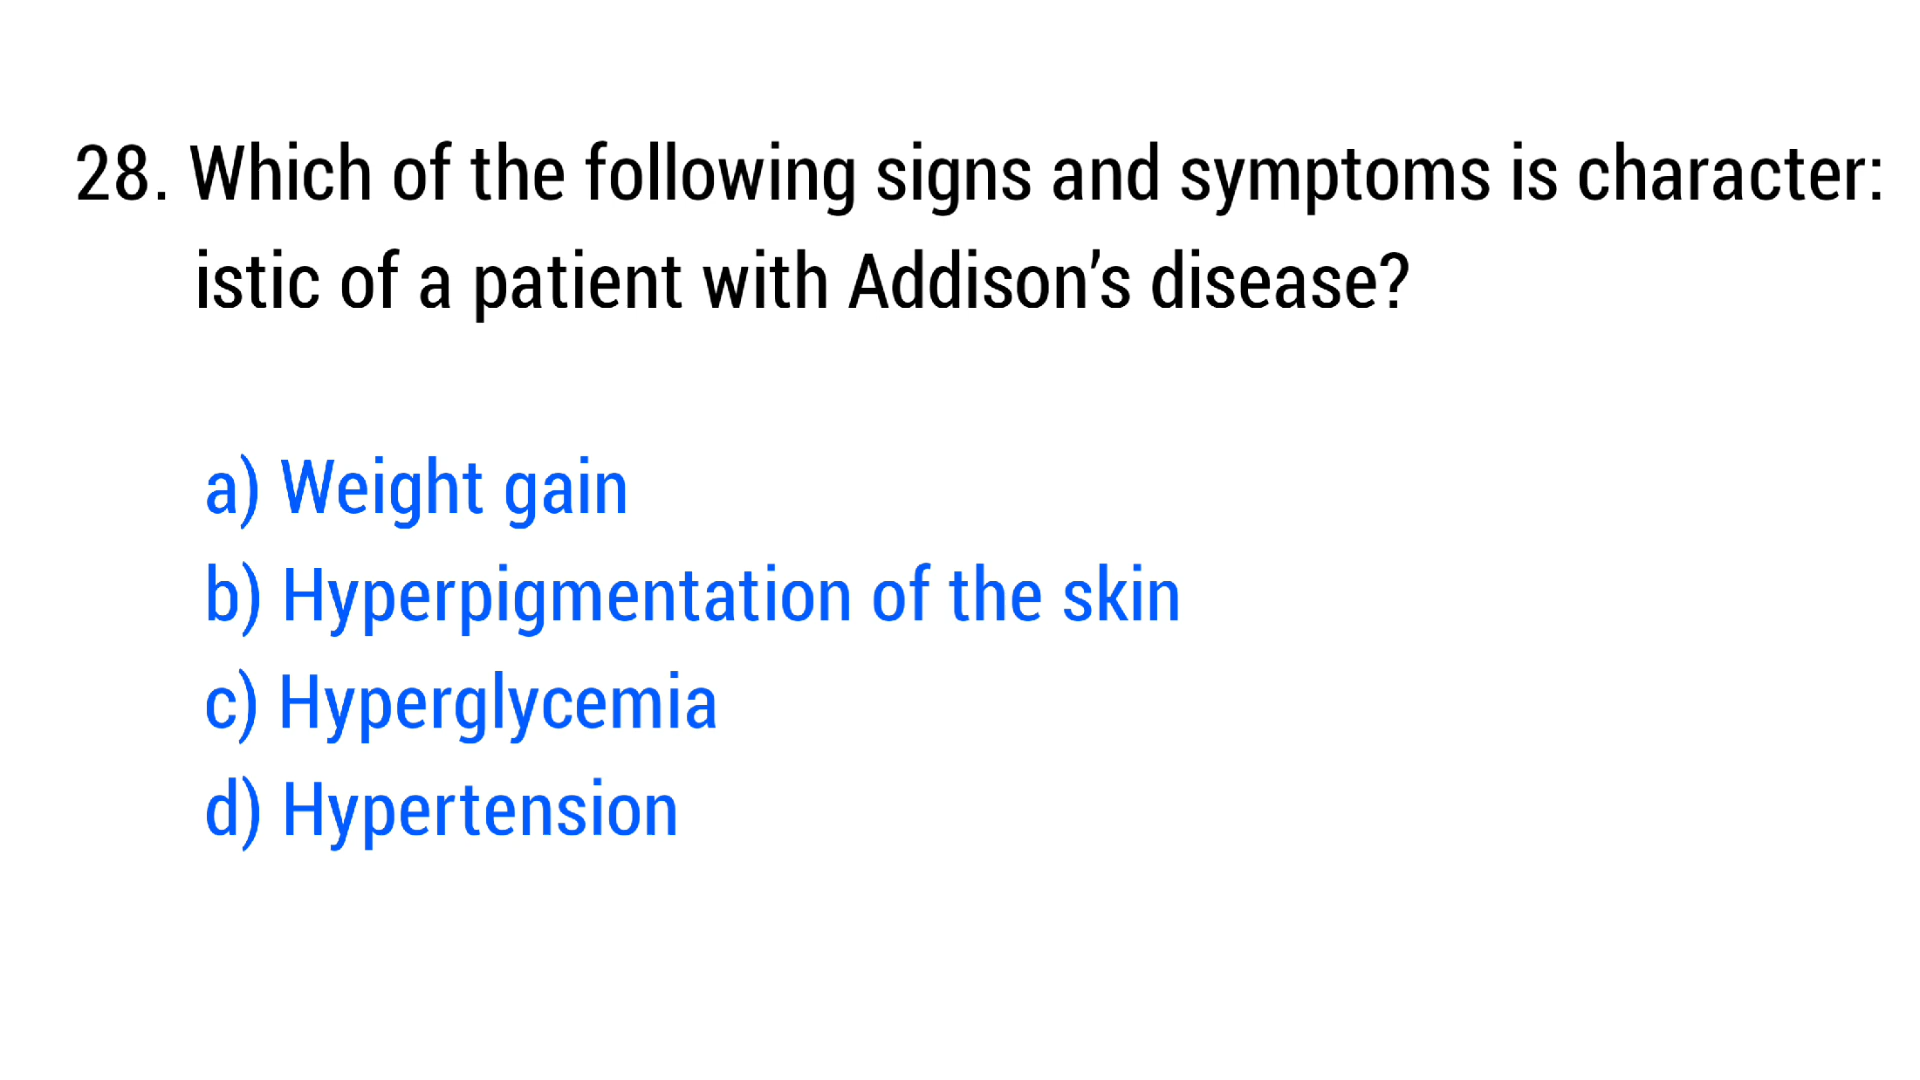 28. Which of the following signs and symptoms is character:
istic of a patient with Addison’s disease?
a) Weight gain
b) Hyperpigmentation of the skin
c) Hyperglycemia
d) Hypertension